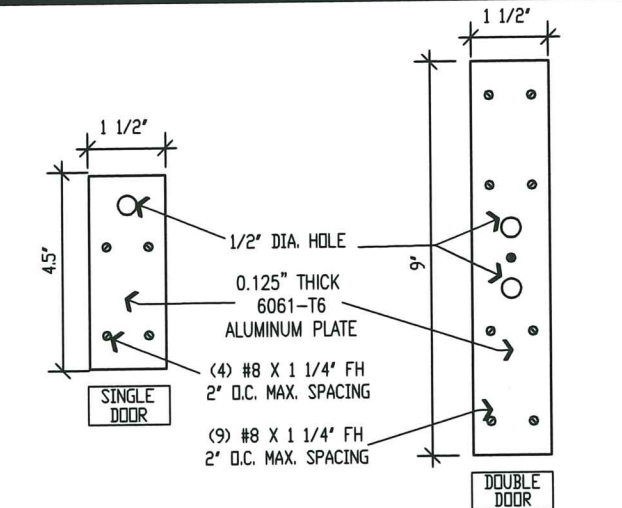 1 1/2"
1 1/2"
4.5"
9"
1/2" DIA. HOLE
0.125" THICK
6061-T6
ALUMINUM PLATE
(4) #8 X 1 1/4" FH
2" O.C. MAX. SPACING
SINGLE
DOOR
(9) #8 X 1 1/4" FH
2" O.C. MAX. SPACING
DOUBLE
DOOR